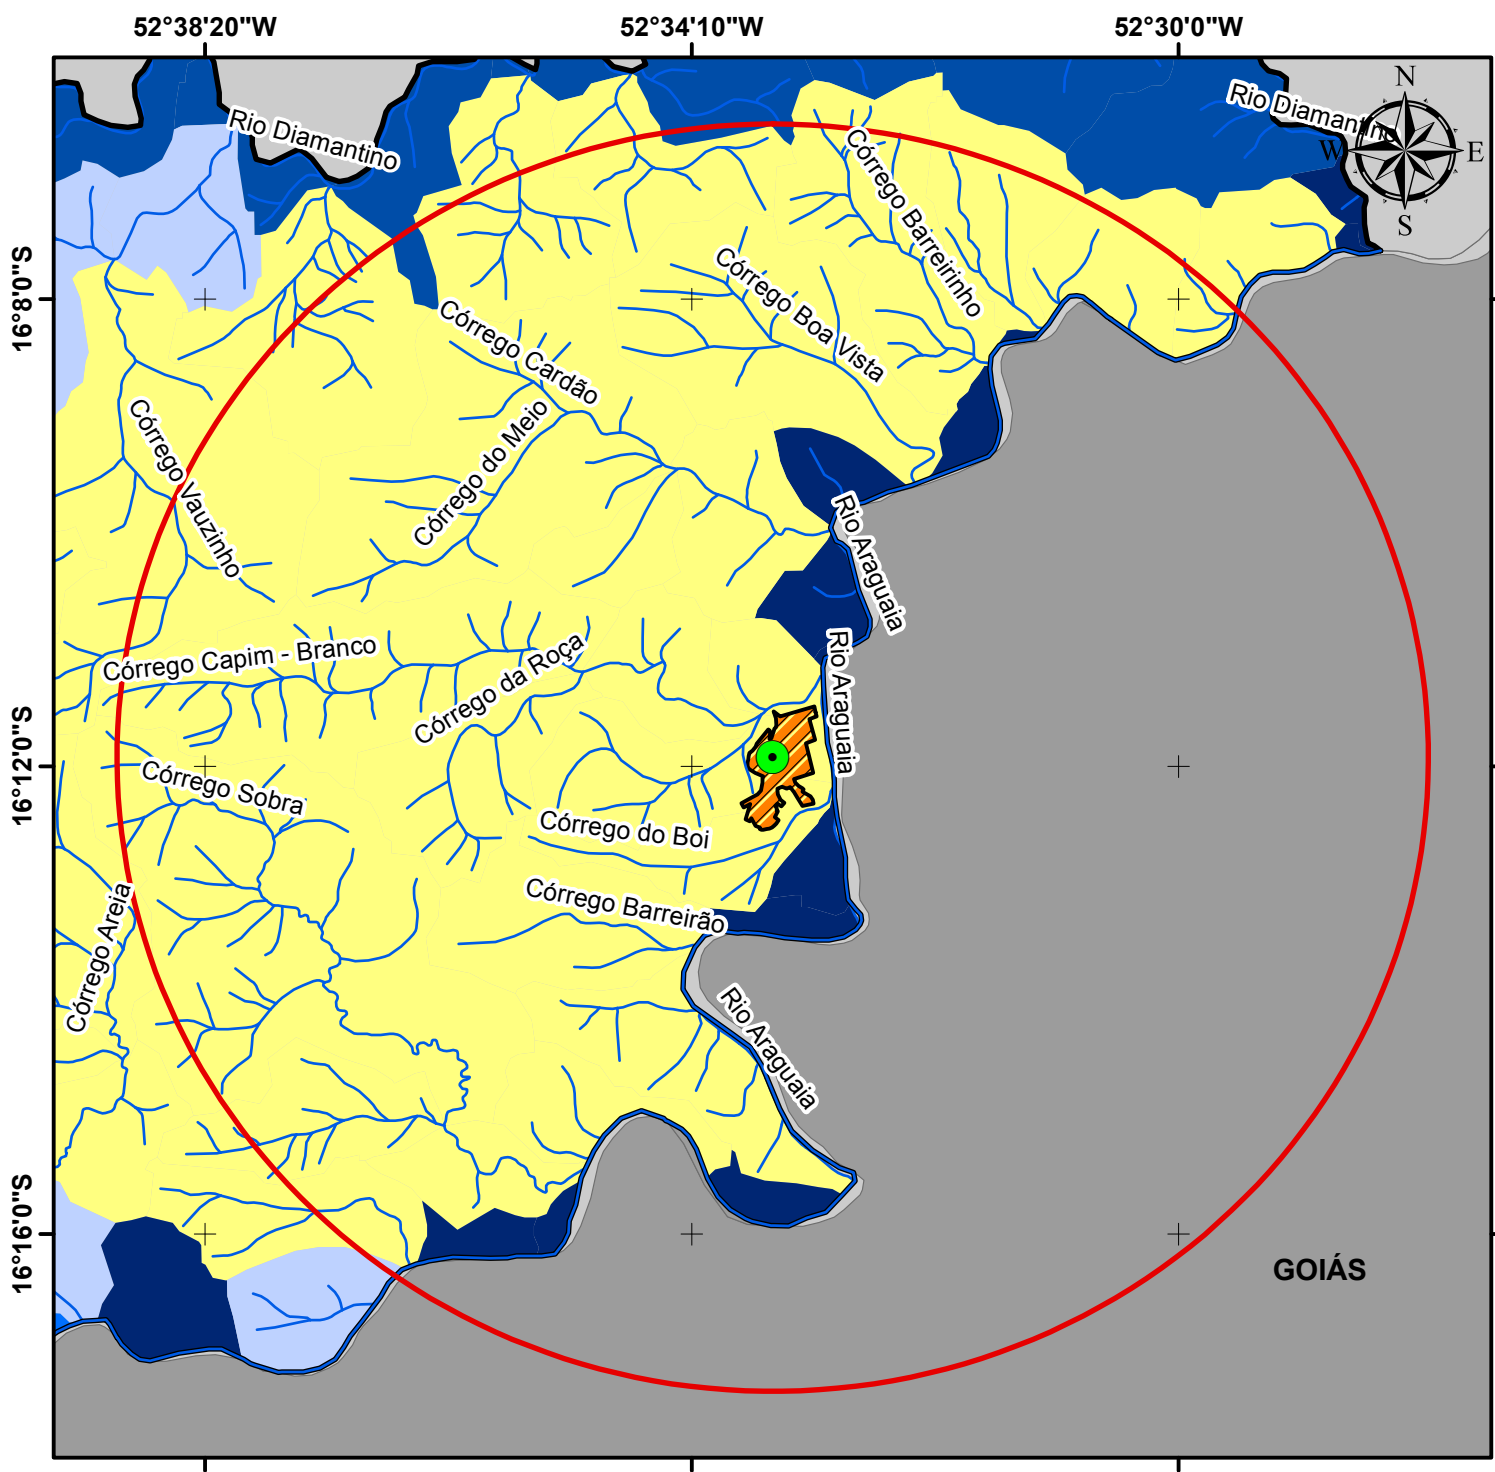 52°38'20"W
52°34'10"W
52°30'0"W
Rio Diamantino
Rio Diamantino
N
W
E
S
Córrego Barreirinho
Córrego Boa Vista
16°8'0"S
Córrego Cardão
Córrego do Meio
Córrego Vauzinho
Rio Araguaia
Rio Araguaia
Córrego Capim - Branco
Córrego da Roça
16°12'0"S
Córrego Sobra
Córrego do Boi
Córrego Barreirão
Córrego Areia
Rio Araguaia
16°16'0"S
GOIÁS